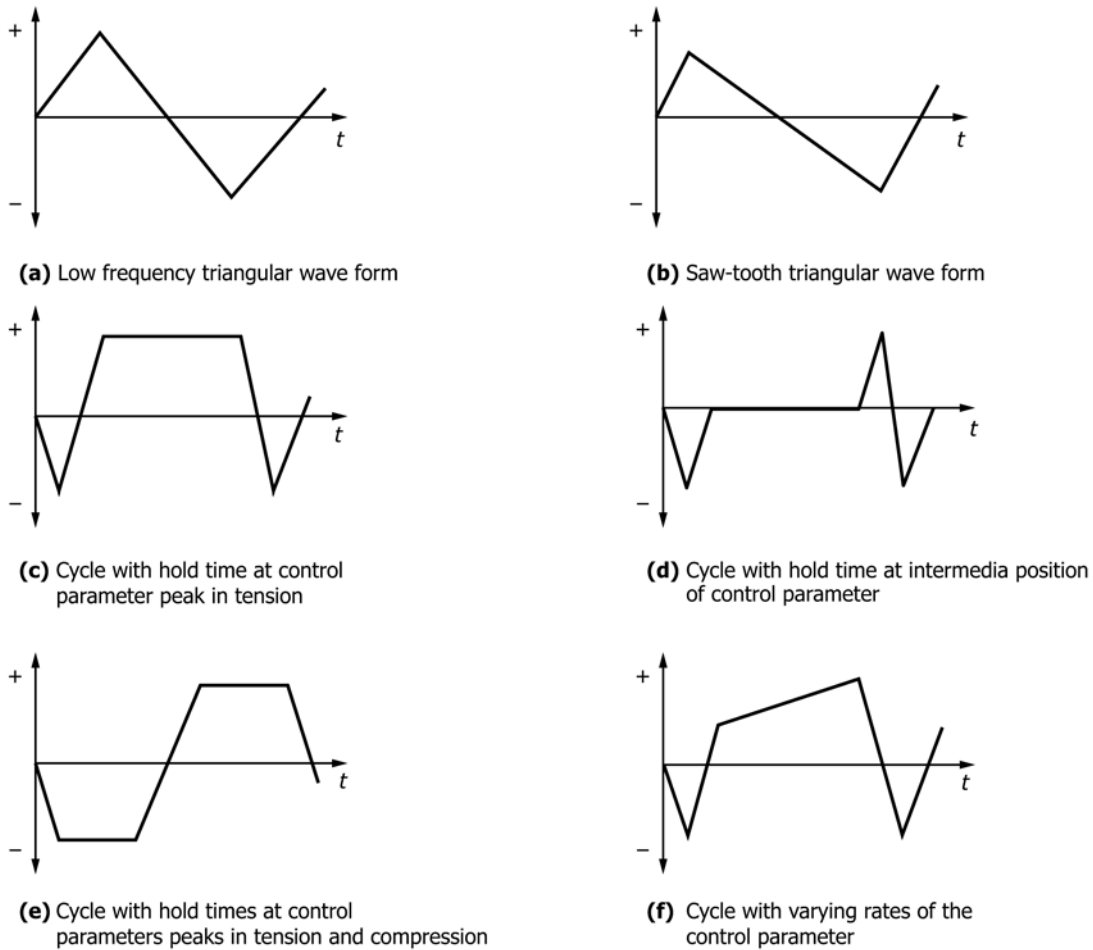 +
+
t
t
−
−
(a) Low frequency triangular wave form
(b) Saw-tooth triangular wave form
+
+
t
t
−
−
(c) Cycle with hold time at control
parameter peak in tension
(d) Cycle with hold time at intermedia position
of control parameter
+
+
t
t
−
−
(e) Cycle with hold times at control
parameters peaks in tension and compression
(f) Cycle with varying rates of the
control parameter